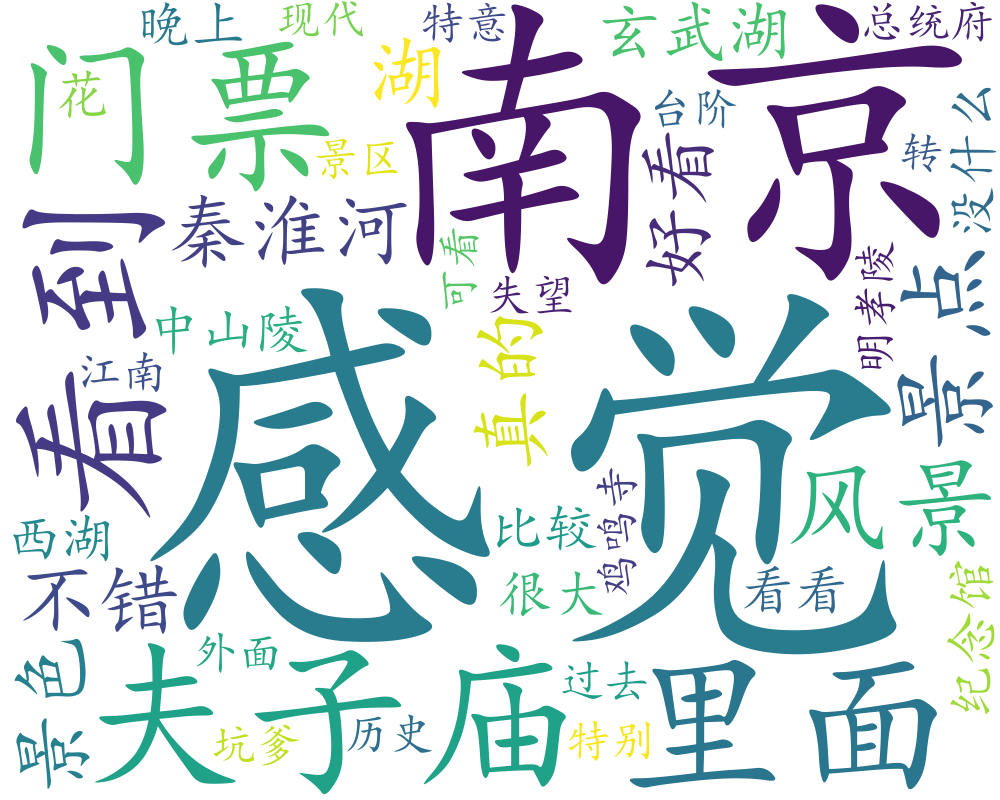 晚上
现代
特意
玄武湖
总统府
门票
花
湖
南京
台阶
景区
好看
转
没什么
到
秦淮河
可看
失望
明孝陵
景点
中山陵
江南
看
感觉
真的
风景
西湖
比较
鸡鸣寺
不错
很大
看看
纪念馆
景色
外面
夫子庙
过去
里面
坑爹
历史
特别